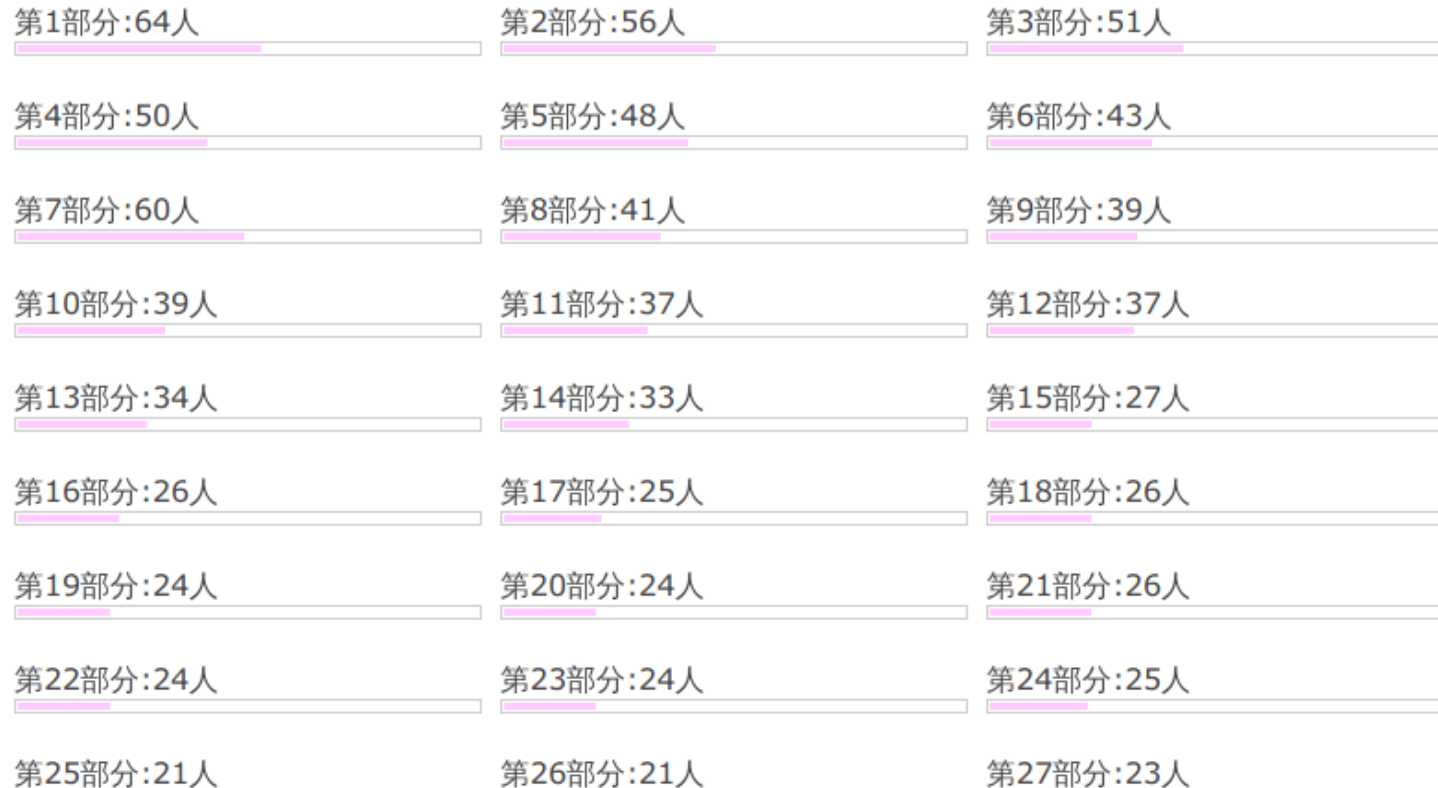 第1部分:64人
第2部分:56人
第3部分:51人
第4部分:50人
第5部分:48人
第6部分:43人
第7部分:60人
第8部分:41人
第9部分:39人
第10部分:39人
第11部分:37人
第12部分:37人
第13部分:34人
第14部分:33人
第15部分:27人
第16部分:26人
第17部分:25人
第18部分:26人
第19部分:24人
第20部分:24人
第21部分:26人
第22部分:24人
第23部分:24人
第24部分:25人
第25部分:21人
第26部分:21人
第27部分:23人